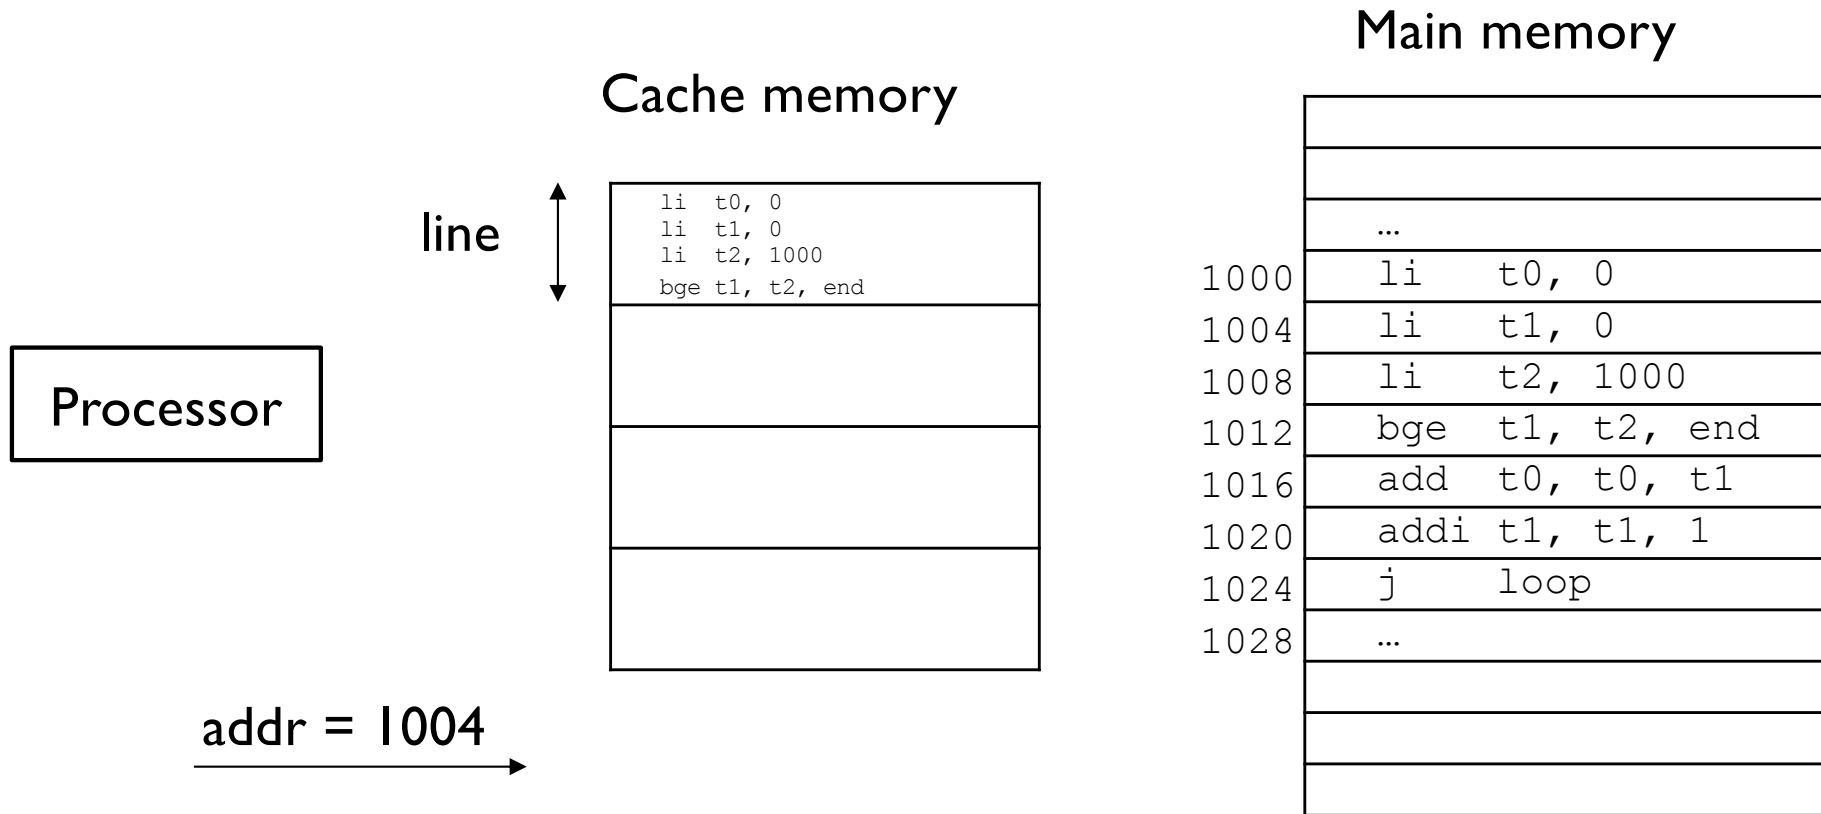 Main memory
Cache memory
line
li t0, 0
li t1, 0
li t2, 1000
bge t1, t2, end
Processor
addr = 1004
…
1000 li t0, 0
1004 li t1, 0
1008 li t2, 1000
1012 bge t1, t2, end
1016 add t0, t0, t1
1020 addi t1, t1, 1
1024 j loop
1028 …